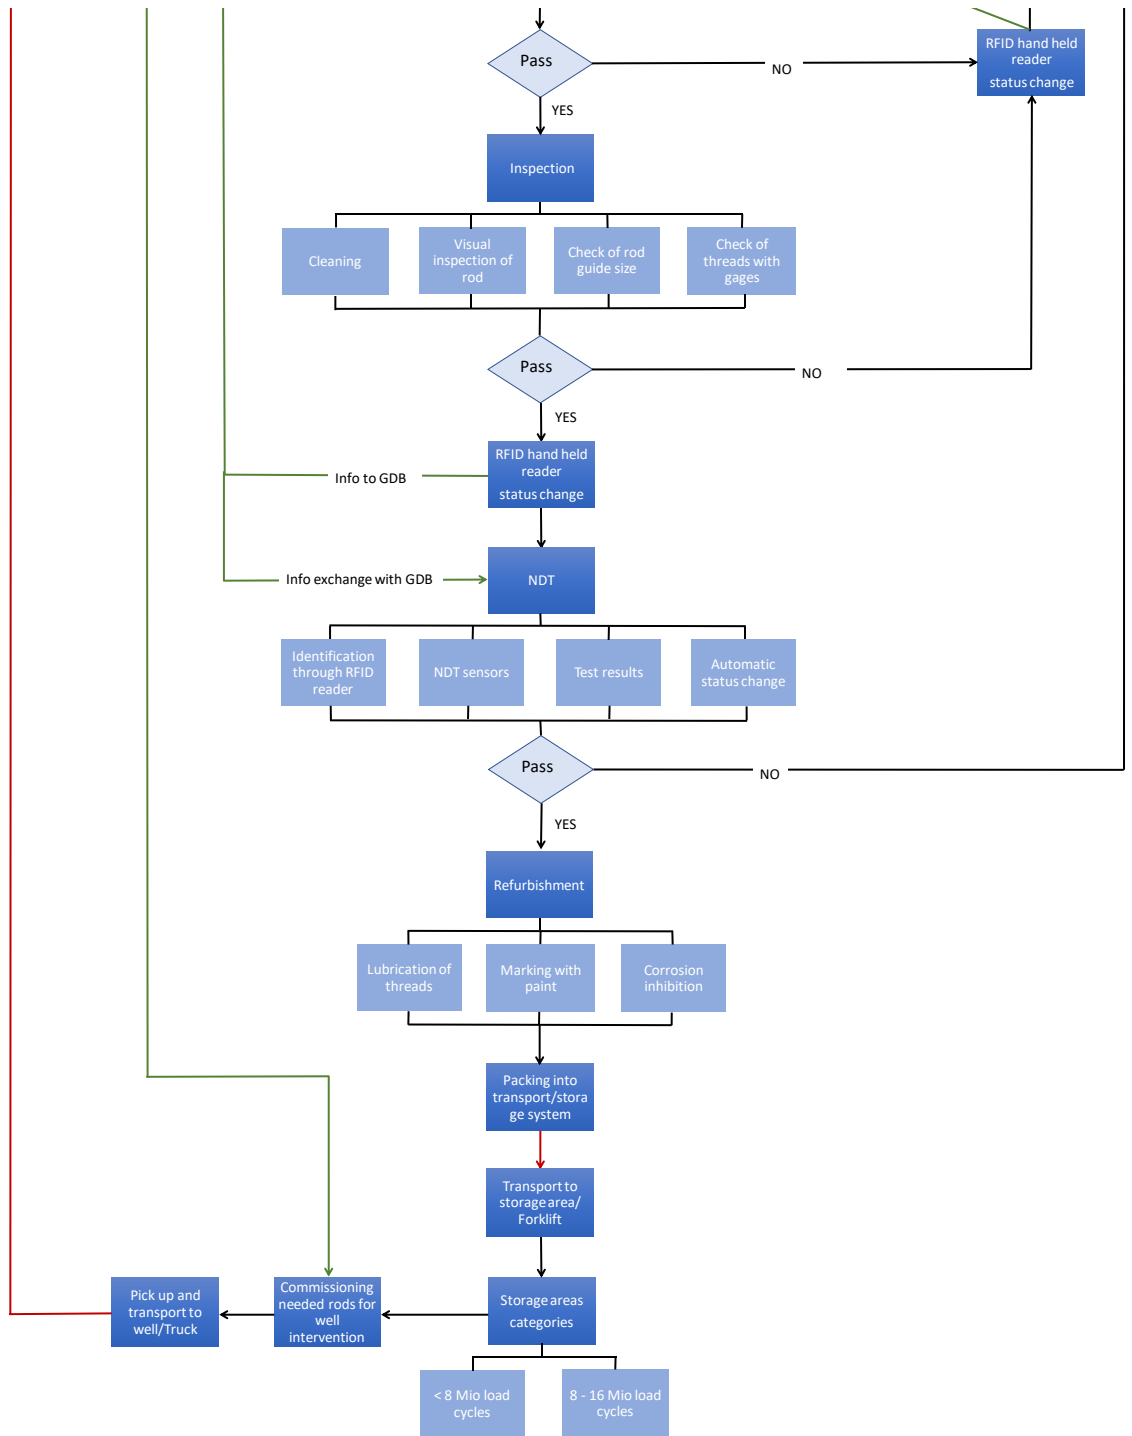 Pass
NO
RFID hand held
reader
status change
YES
Inspection
Cleaning
Visual
inspection of
rod
Check of rod
guide size
Check of
threads with
gages
Pass
NO
YES
RFID hand held
reader
status change
Info to GDB
Info exchange with GDB
NDT
Identification
through RFID
reader
NDT sensors
Test results
Automatic
status change
Pass
NO
YES
Refurbishment
Lubrication of
threads
Marking with
paint
Corrosion
inhibition
Packing into
transport/stora
ge system
Transport to
storage area/
Forklift
Pick up and
transport to
well/Truck
Commissioning
needed rods for
well
intervention
Storage areas
categories
< 8 Mio load
cycles
8 - 16 Mio load
cycles